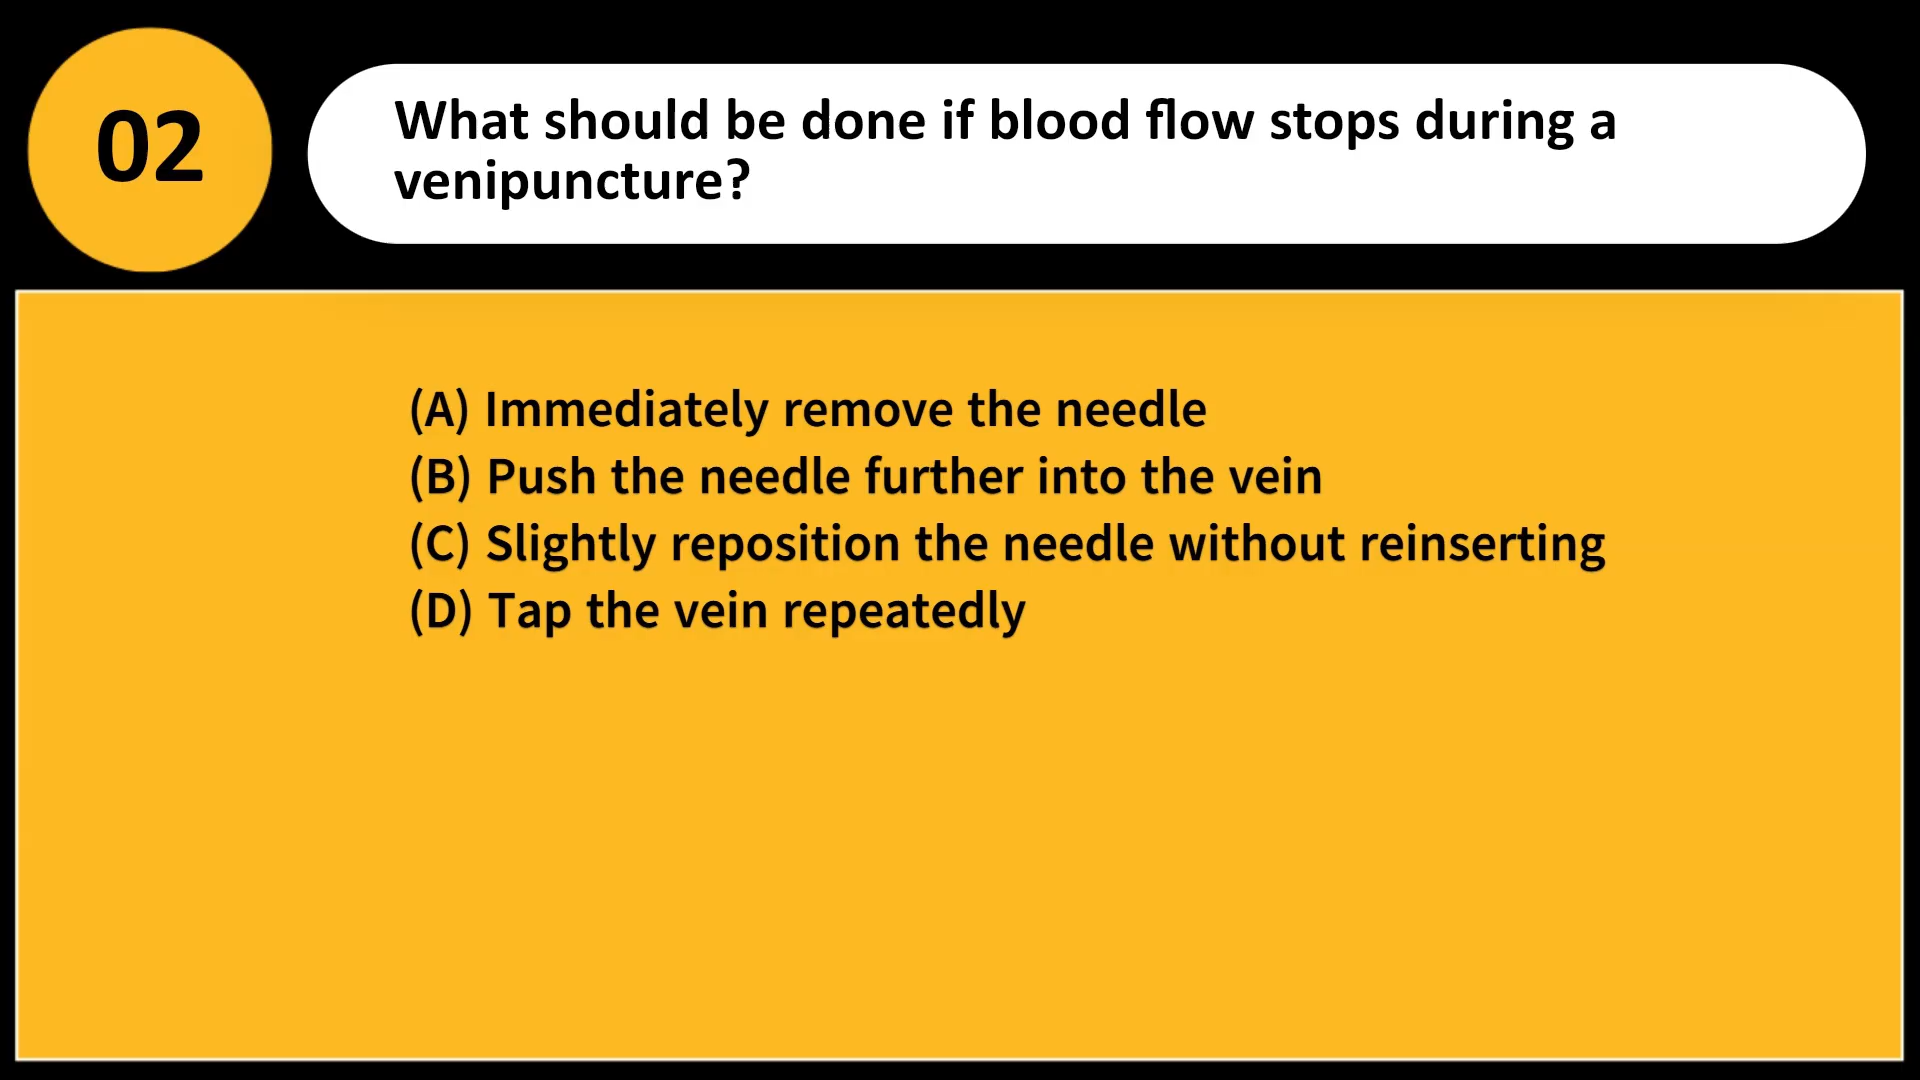 02
What should be done if blood flow stops during a
venipuncture?
(A) Immediately remove the needle
(B) Push the needle further into the vein
(C) Slightly reposition the needle without reinserting
(D) Tap the vein repeatedly